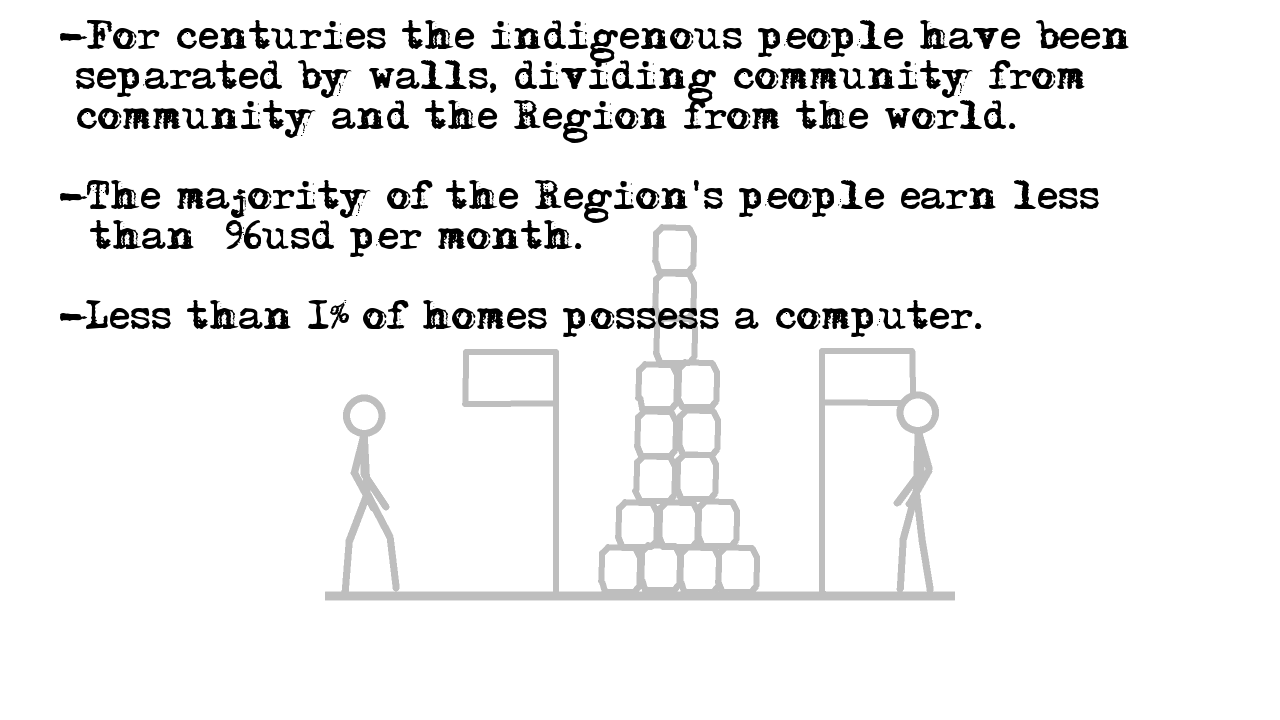 -For centuries the indigenous people have been
separated by walls, dividing community from
community and the Region from the world.
-The majority of the Region's people earn less
than 96usd per month.
-Less than 1% of homes possess a computer.